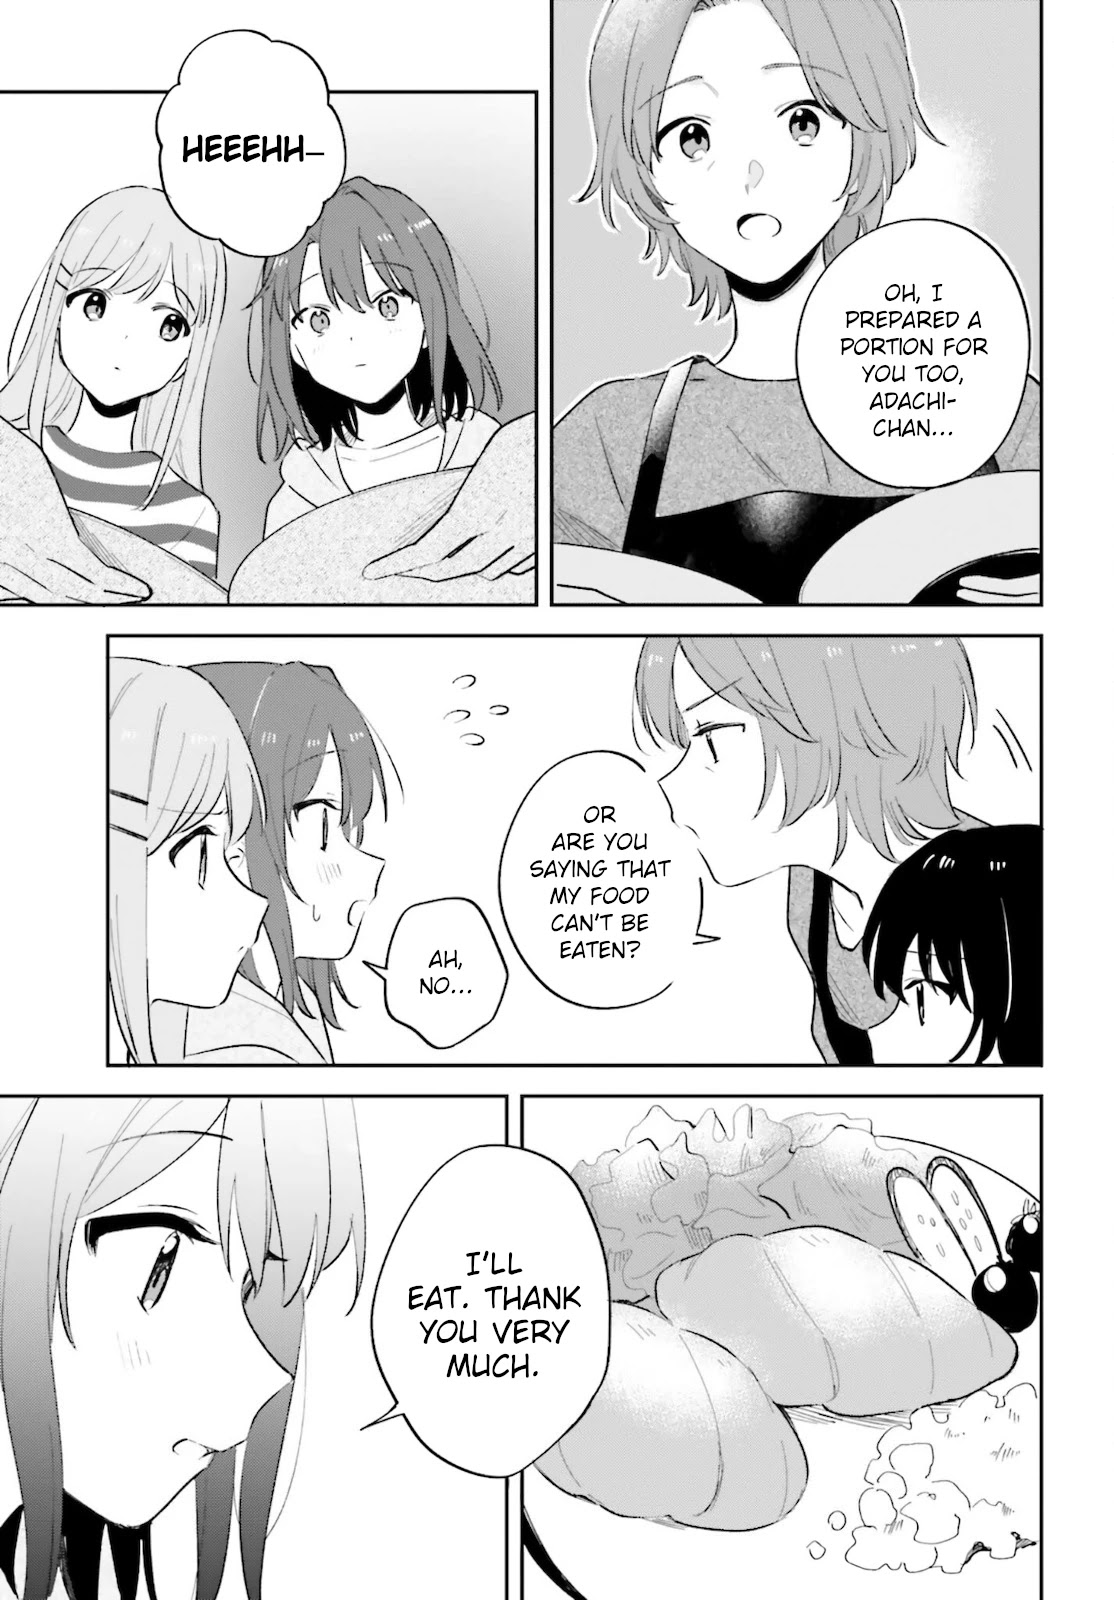 OH, I
PREPARED A
PORTION FOR
YOU TOO,
ADACHI-
CHAN...
HEEEHH—
OR
ARE YOU
SAYING THAT
MY FOOD
CAN'T BE
EATEN?
AH,
NO...
I'LL
EAT. THANK
YOU VERY
MUCH.